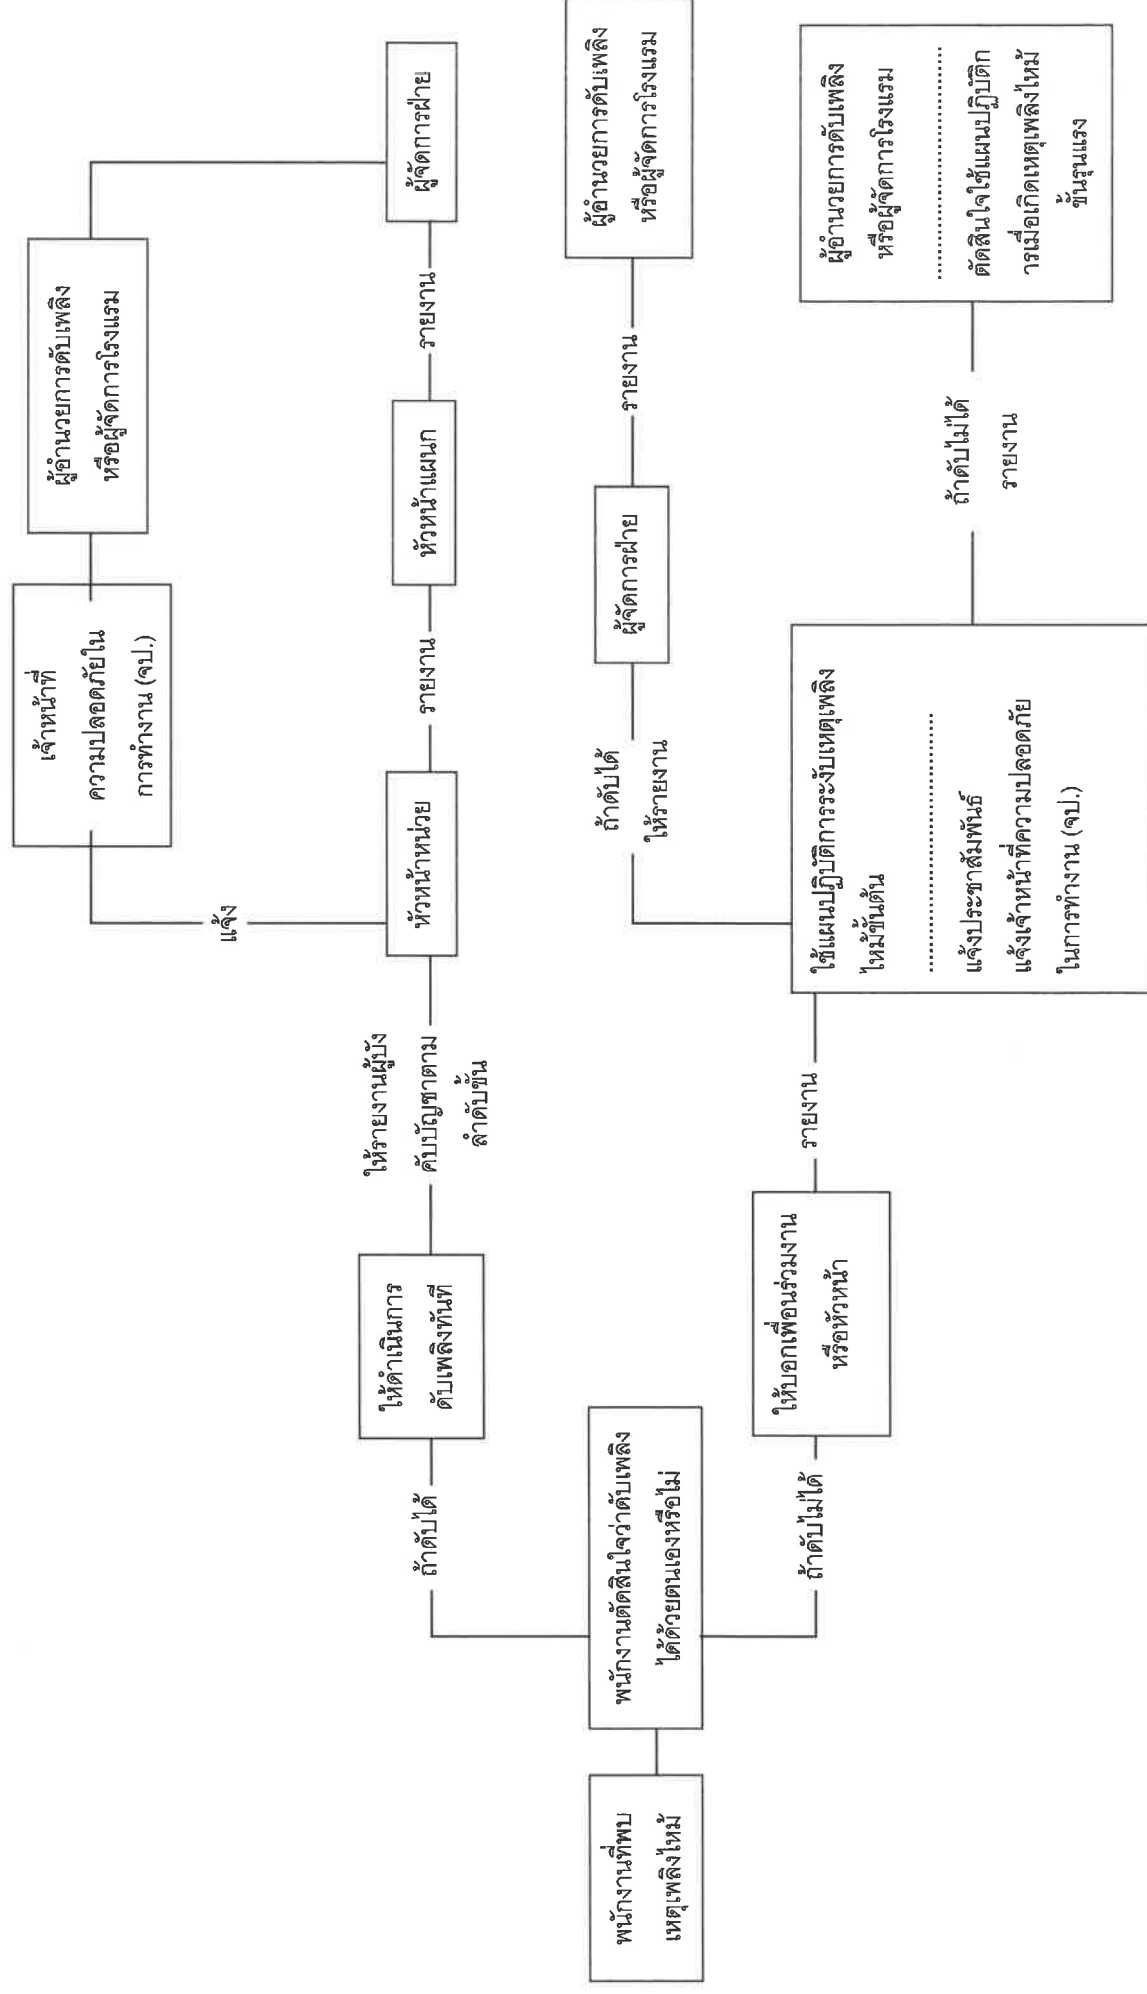 พนักงานที่พบ
เหตุเพลิงไหม้
พนักงานตัดสินใจว่าดับเพลิง
ได้ด้วยตนเองหรือไม่
ถ้าดับได้
ให้ดำเนินการ
ดับเพลิงทันที
ให้รายงานผู้บัง
คับบัญชาตาม
ลำดับขั้น
หัวหน้าหน่วย
แจ้ง
เจ้าหน้าที่
ความปลอดภัยใน
การทำงาน (จป.)
ผู้อำนวยการดับเพลิง
หรือผู้จัดการโรงแรม
รายงาน
หัวหน้าแผนก
รายงาน
ผู้จัดการฝ่าย
ถ้าดับไม่ได้
ให้บอกเพื่อนร่วมงาน
หรือหัวหน้า
รายงาน
ใช้แผนปฏิบัติการระงับเหตุเพลิง
ไหม้ขั้นต้น
................................
แจ้งประชาสัมพันธ์
แจ้งเจ้าหน้าที่ความปลอดภัย
ในการทำงาน (จป.)
ถ้าดับได้
ให้รายงาน
ผู้จัดการฝ่าย
รายงาน
ผู้อำนวยการดับเพลิง
หรือผู้จัดการโรงแรม
ถ้าดับไม่ได้
รายงาน
ผู้อำนวยการดับเพลิง
หรือผู้จัดการโรงแรม
................................
ตัดสินใจใช้แผนปฏิบัติก
ารเมื่อเกิดเหตุเพลิงไหม้
ขั้นรุนแรง